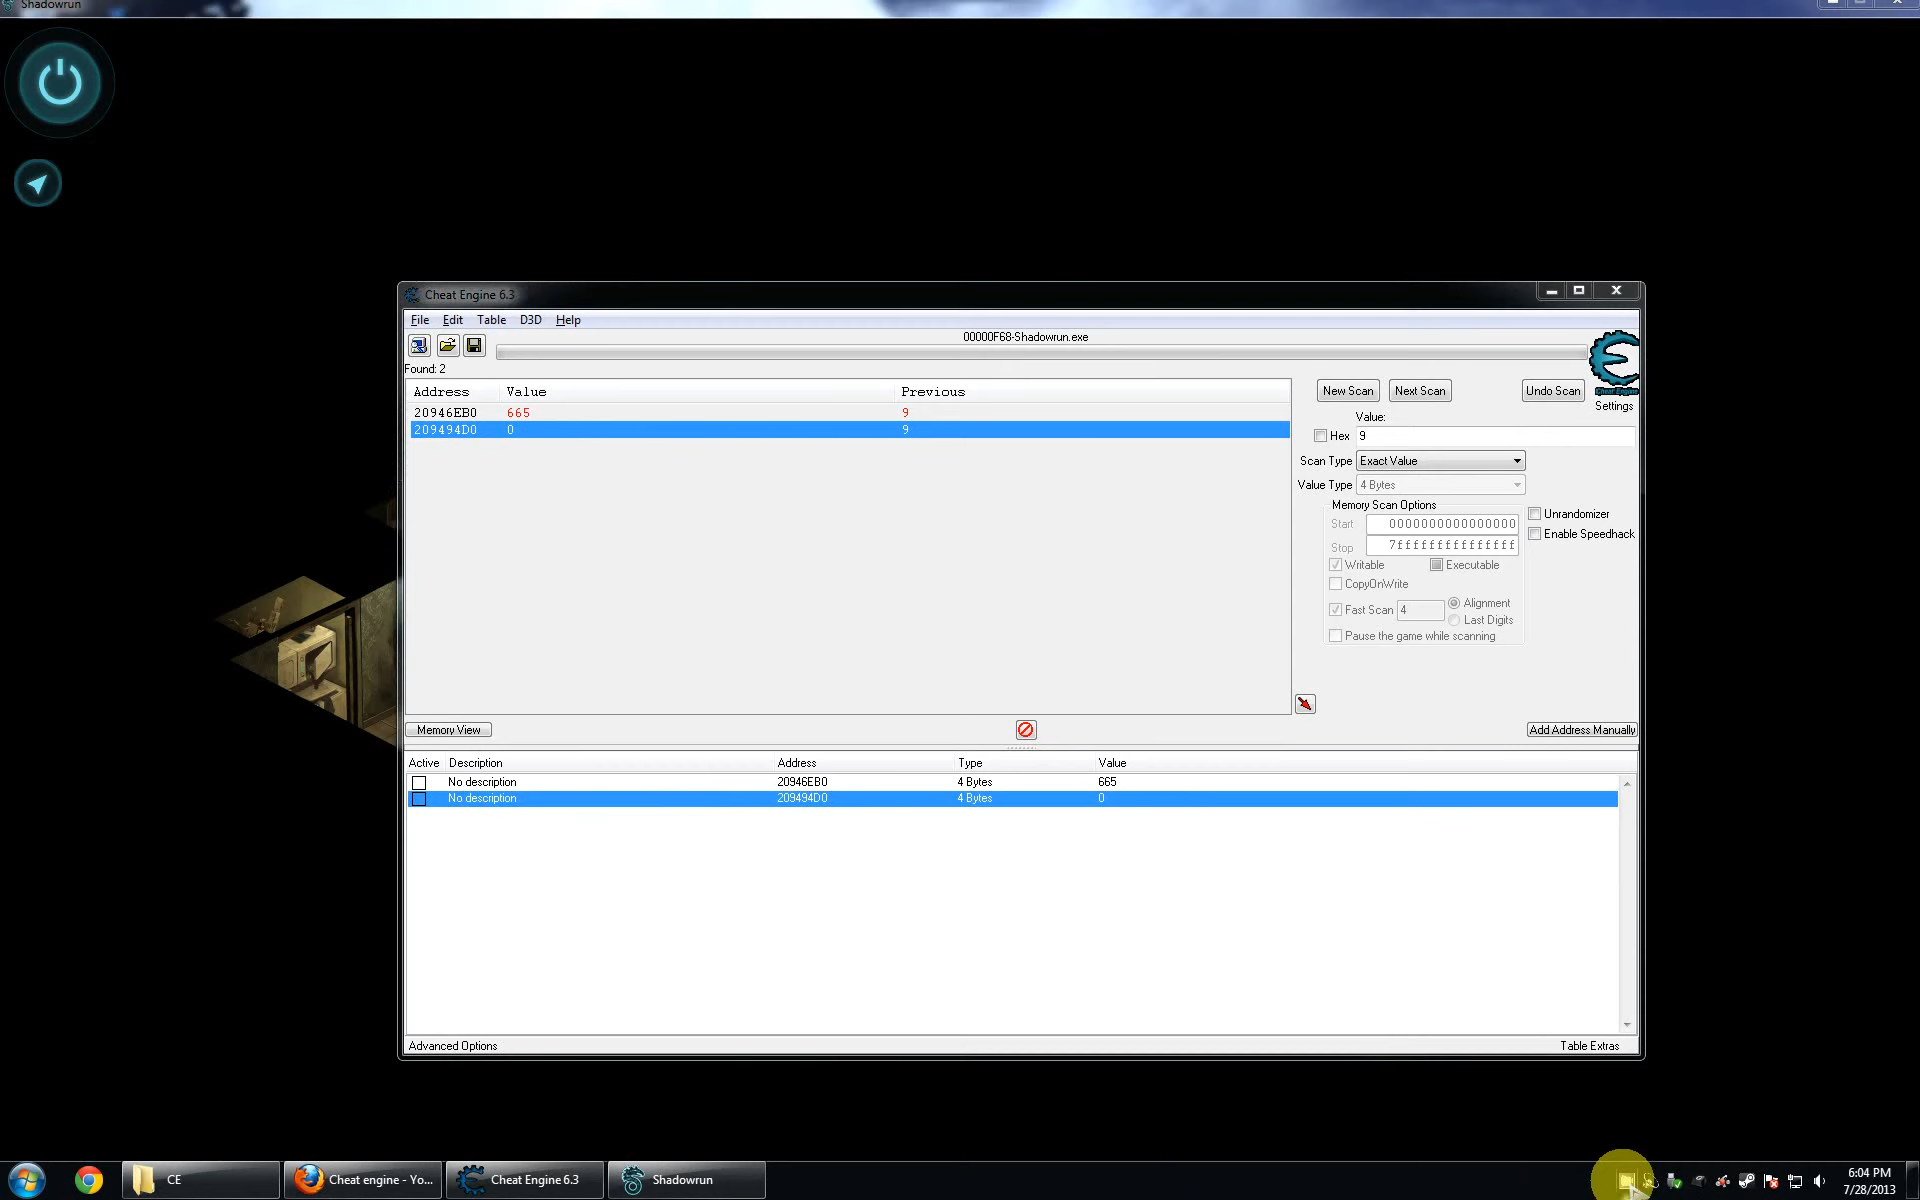 Shadowrun
Cheat Engine 6.3
File Edit Table D3D Help
00000F68-Shadowrun.exe
Found: 2
Address Value Previous
20946EB0 665 9
209494D0 0 9
New Scan Next Scan Undo Scan
Settings
Value:
Hex 9
Scan Type Exact Value
Value Type 4 Bytes
Memory Scan Options
Start 0000000000000000
Stop 7fffffffffffffff
Writable Executable
CopyOnWrite
Fast Scan 4 Alignment
Last Digits
Pause the game while scanning
Unrandomizer
Enable Speedhack
Memory View
Add Address Manually
Active Description Address Type Value
No description 20946EB0 4 Bytes 665
No description 209494D0 4 Bytes 0
Advanced Options Table Extras
CE
Cheat engine - Yo...
Cheat Engine 6.3
Shadowrun
6:04 PM
7/28/2013